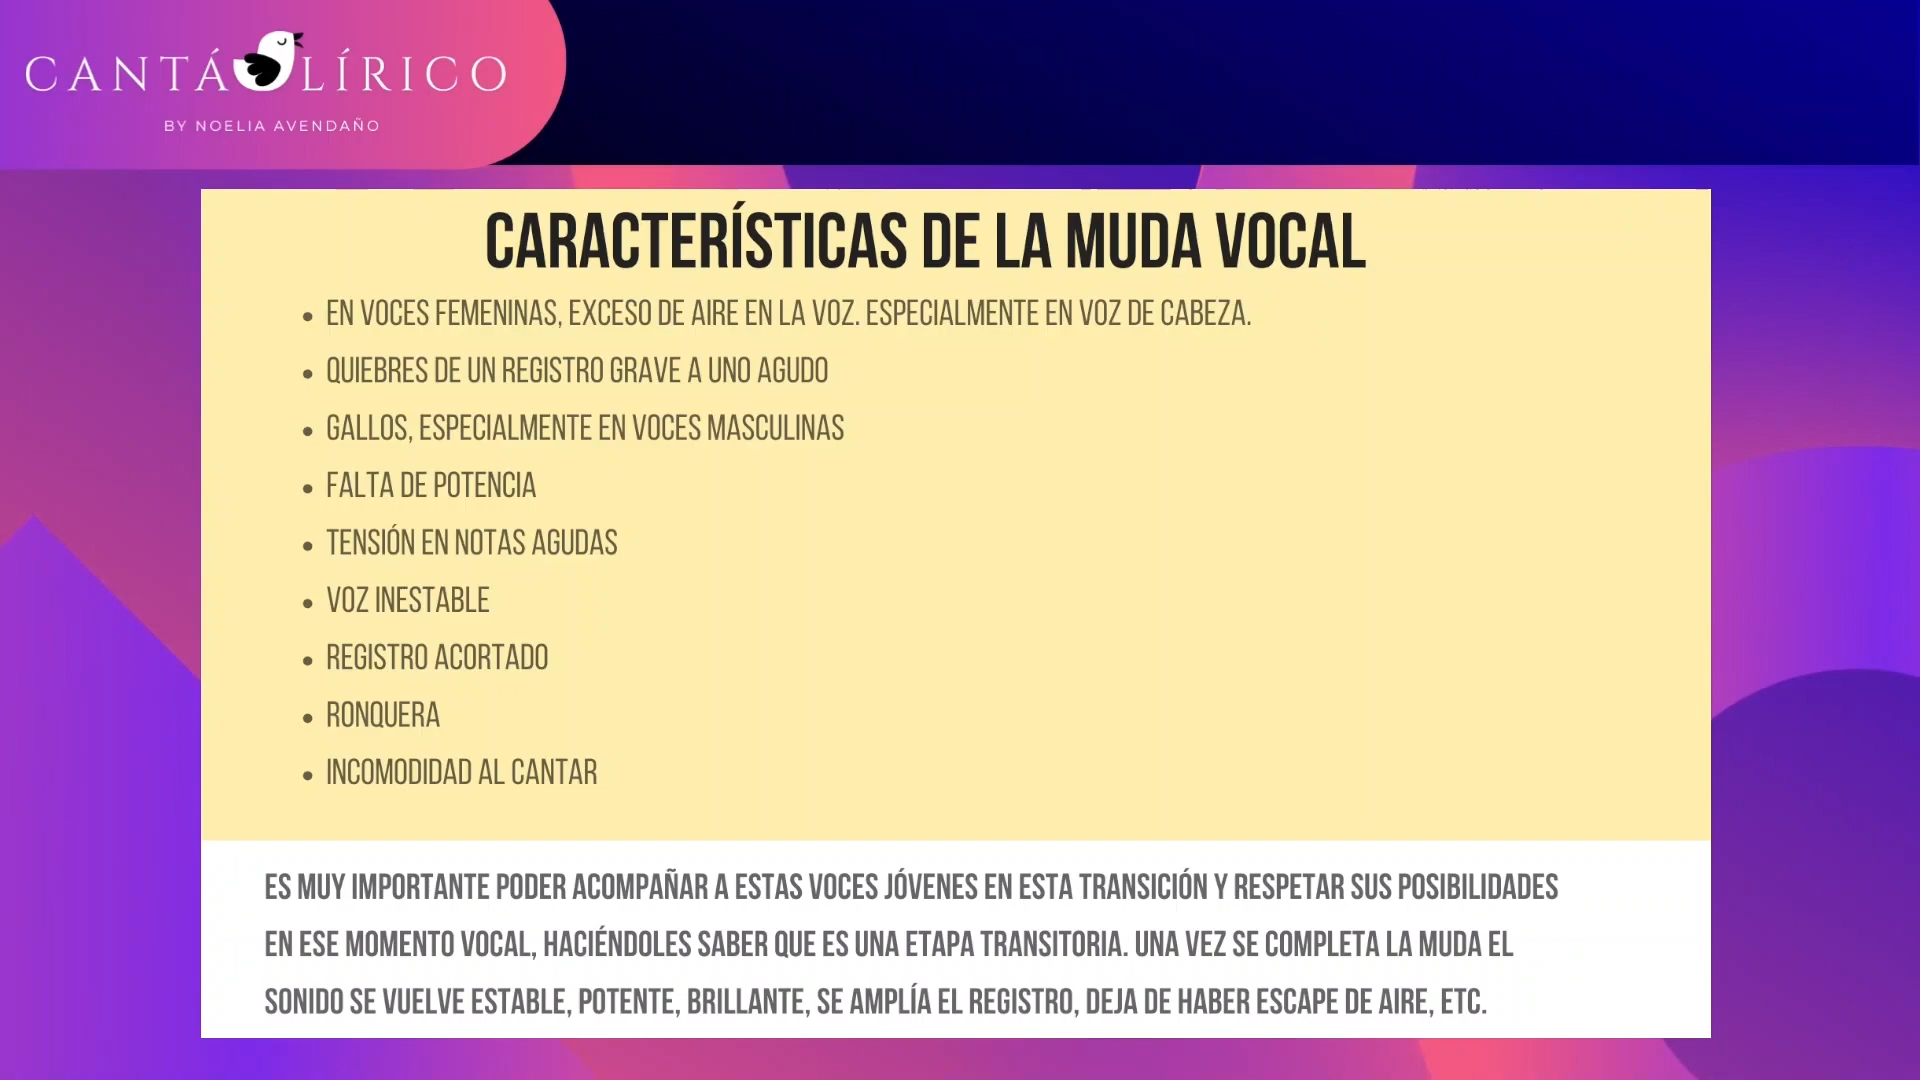 CANTÁ LÍRICO
BY NOELIA AVENDAÑO
CARACTERÍSTICAS DE LA MUDA VOCAL
• EN VOCES FEMENINAS, EXCESO DE AIRE EN LA VOZ. ESPECIALMENTE EN VOZ DE CABEZA.
• QUIEBRES DE UN REGISTRO GRAVE A UNO AGUDO
• GALLOS, ESPECIALMENTE EN VOCES MASCULINAS
• FALTA DE POTENCIA
• TENSIÓN EN NOTAS AGUDAS
• VOZ INESTABLE
• REGISTRO ACORTADO
• RONQUERA
• INCOMODIDAD AL CANTAR
ES MUY IMPORTANTE PODER ACOMPAÑAR A ESTAS VOCES JÓVENES EN ESTA TRANSICIÓN Y RESPETAR SUS POSIBILIDADES
EN ESE MOMENTO VOCAL, HACIÉNDOLES SABER QUE ES UNA ETAPA TRANSITORIA. UNA VEZ SE COMPLETA LA MUDA EL
SONIDO SE VUELVE ESTABLE, POTENTE, BRILLANTE, SE AMPLÍA EL REGISTRO, DEJA DE HABER ESCAPE DE AIRE, ETC.